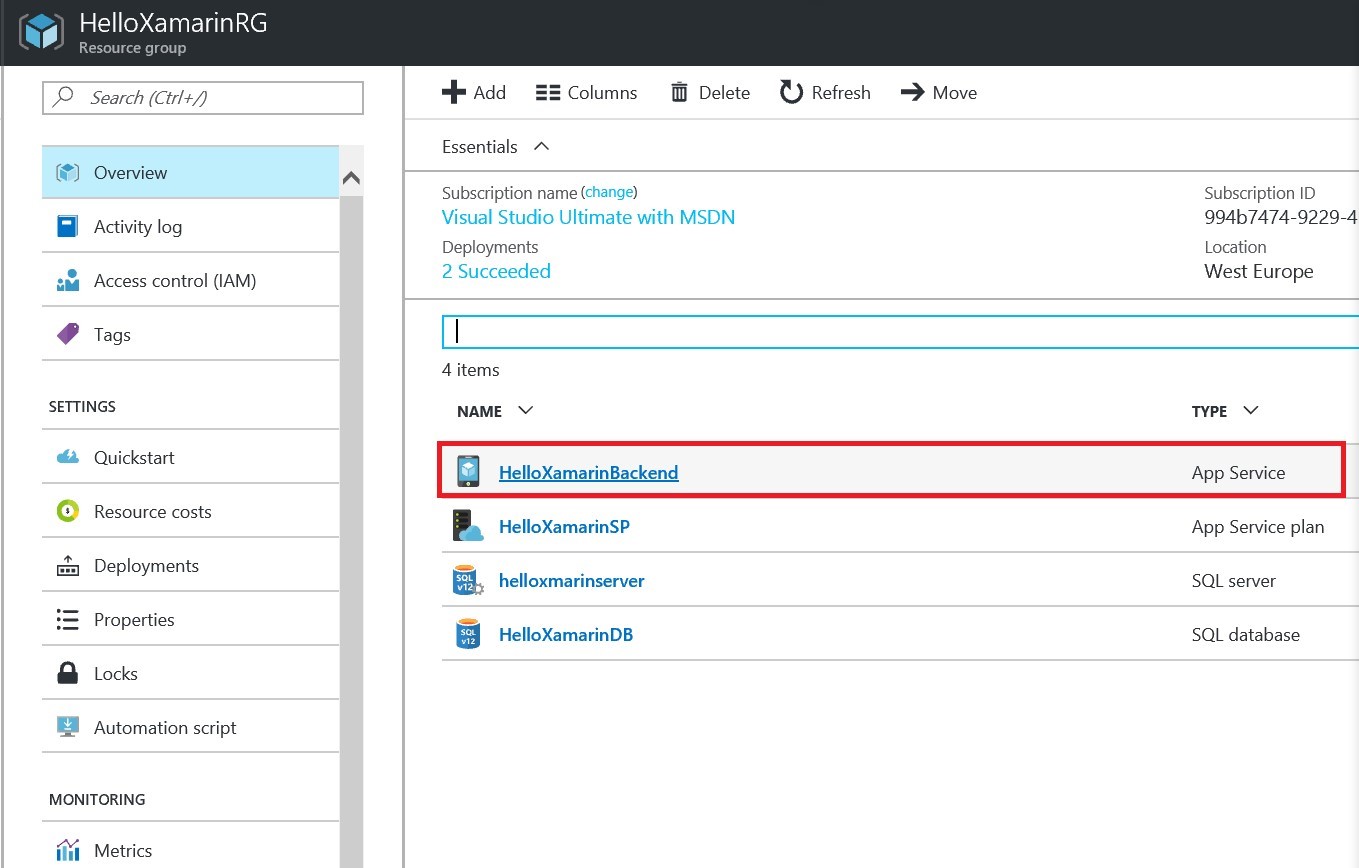 HelloXamarinRG
Resource group
Search (Ctrl+/)
Overview
Activity log
Access control (IAM)
Tags
SETTINGS
Quickstart
Resource costs
Deployments
Properties
Locks
Automation script
MONITORING
Metrics
Add Columns Delete Refresh Move
Essentials
Subscription name (change)
Visual Studio Ultimate with MSDN
Deployments
2 Succeeded
Subscription ID
994b7474-9229-4
Location
West Europe
4 items
NAME TYPE
HelloXamarinBackend App Service
HelloXamarinSP App Service plan
SQL v12 helloxmarinserver SQL server
SQL v12 HelloXamarinDB SQL database